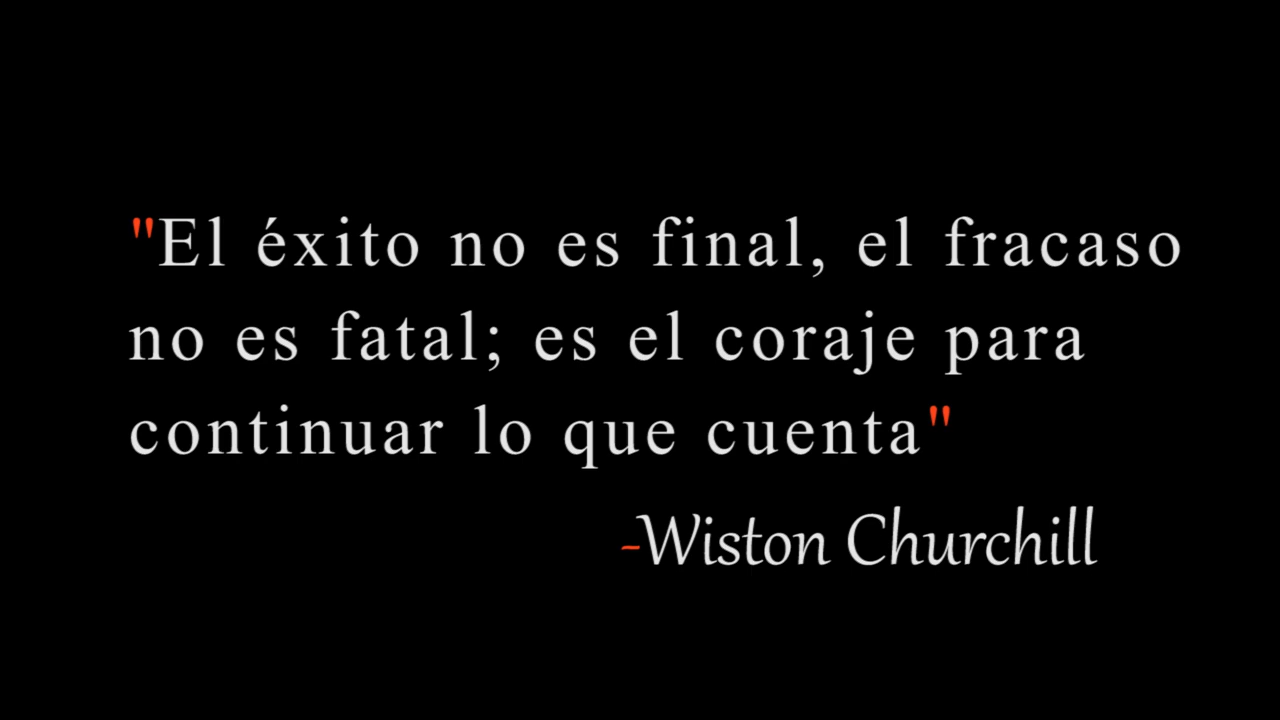 "El éxito no es final, el fracaso
no es fatal; es el coraje para
continuar lo que cuenta"
-Wiston Churchill